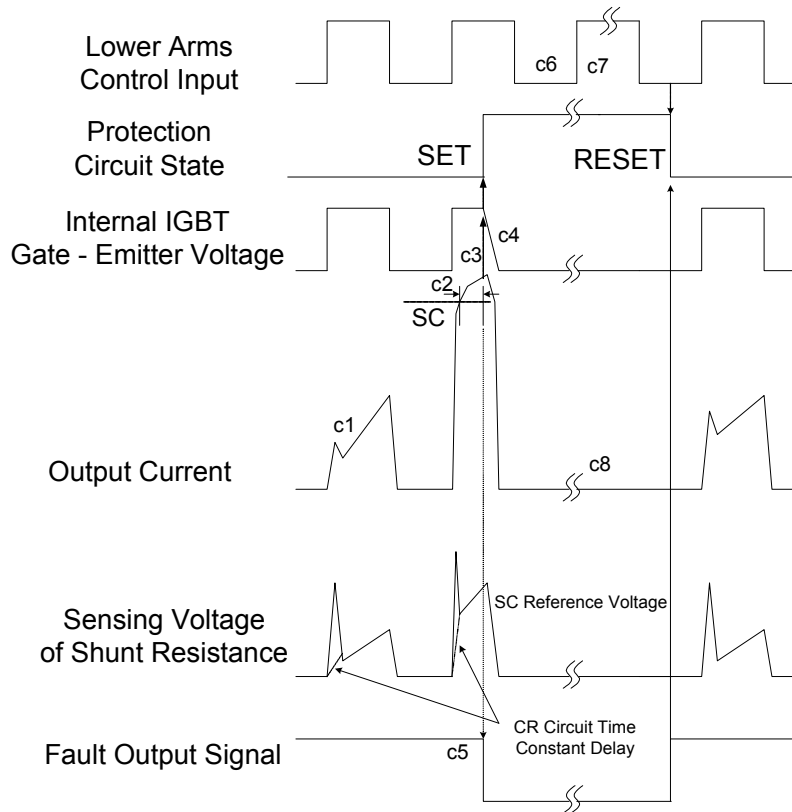 Lower Arms
Control Input
c6
c7
Protection
Circuit State
SET
RESET
Internal IGBT
Gate - Emitter Voltage
c4
c3
c2
SC
c1
Output Current
c8
SC Reference Voltage
Sensing Voltage
of Shunt Resistance
CR Circuit Time
Constant Delay
Fault Output Signal
c5